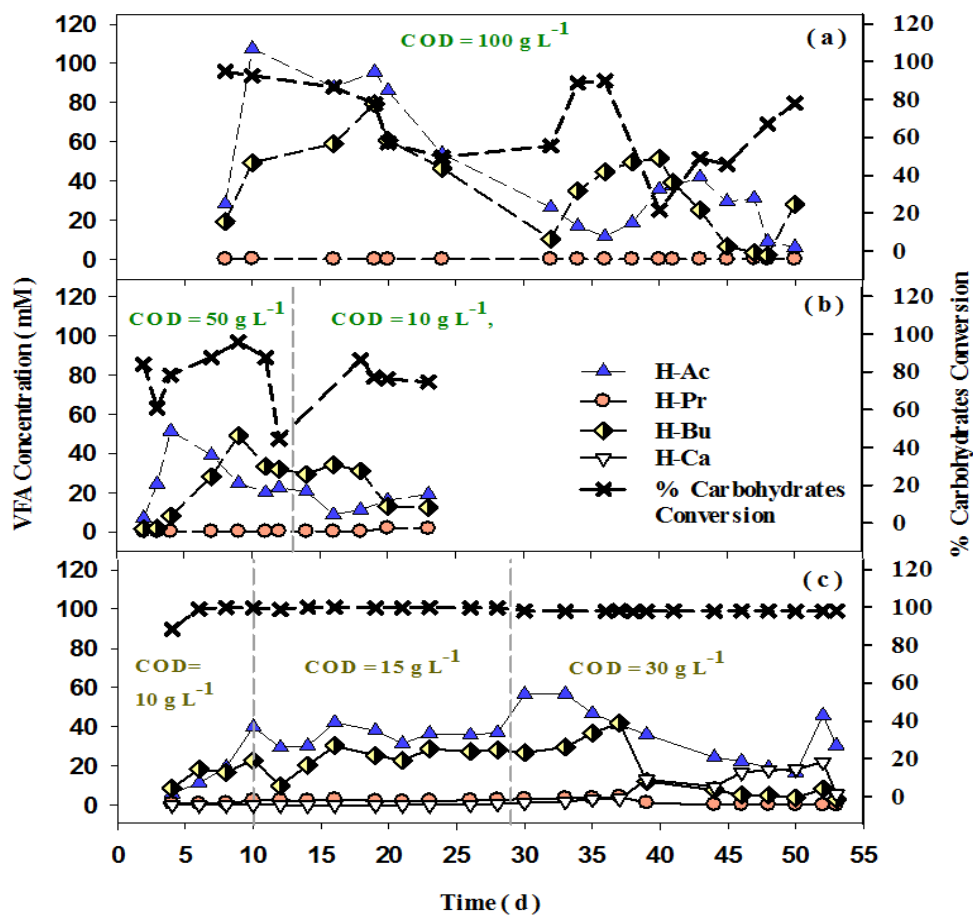 120
100
80
60
40
20
0
120
100
80
60
40
20
0
( a )
COD = 100 g L⁻¹
120
100
80
60
40
20
0
120
100
80
60
40
20
0
( b )
COD = 50 g L⁻¹
COD = 10 g L⁻¹,
H-Ac
H-Pr
H-Bu
H-Ca
% Carbohydrates
Conversion
VFA Concentration ( mM )
% Carbohydrates Conversion
120
100
80
60
40
20
0
120
100
80
60
40
20
0
( c )
COD=
10 g L⁻¹
COD = 15 g L⁻¹
COD = 30 g L⁻¹
0 5 10 15 20 25 30 35 40 45 50 55
Time ( d )